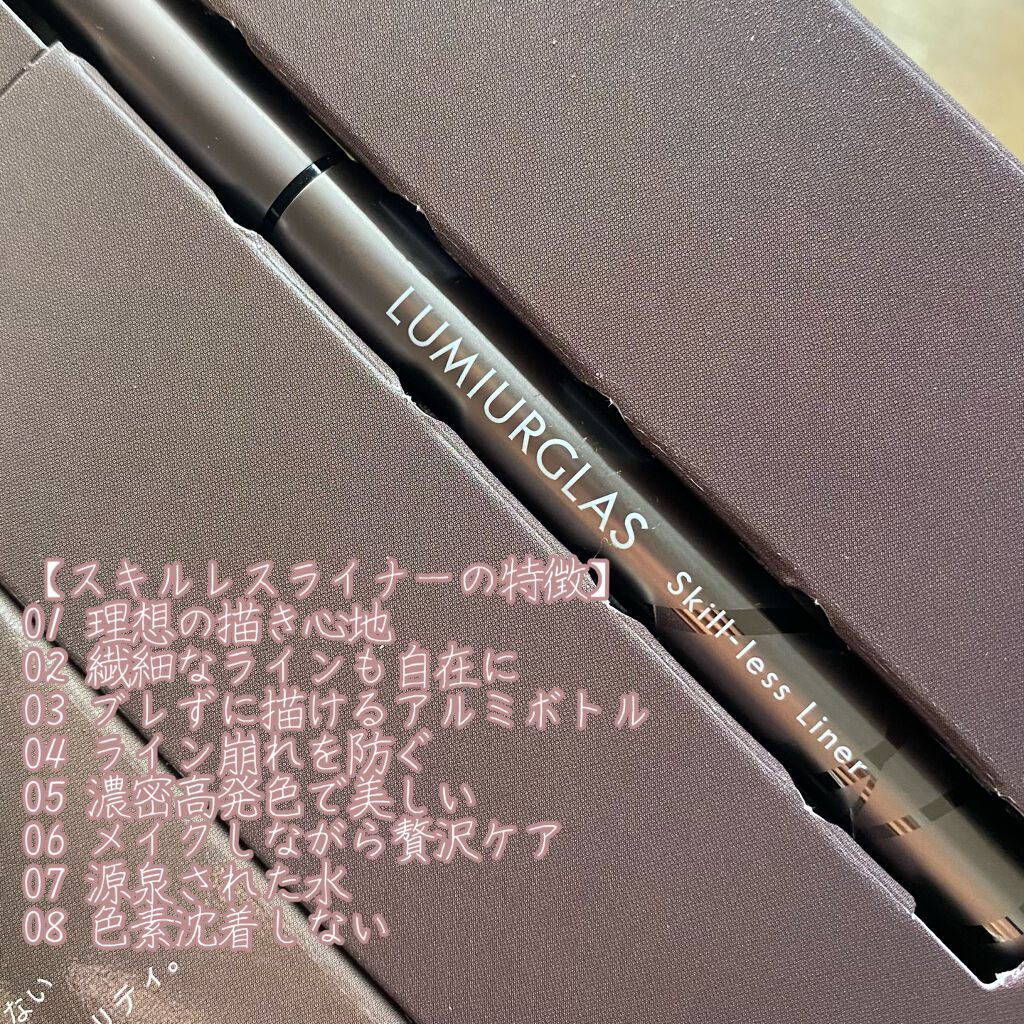 LUMIURGLAS
Skill-less Liner
【スキルレスライナーの特徴】
01 理想の描き心地
02 繊細なラインも自在に
03 ブレずに描けるアルミボトル
04 ライン崩れを防ぐ
05 濃密高発色で美しい
06 メイクしながら贅沢ケア
07 源泉された水
08 色素沈着しない
ない
リティ。